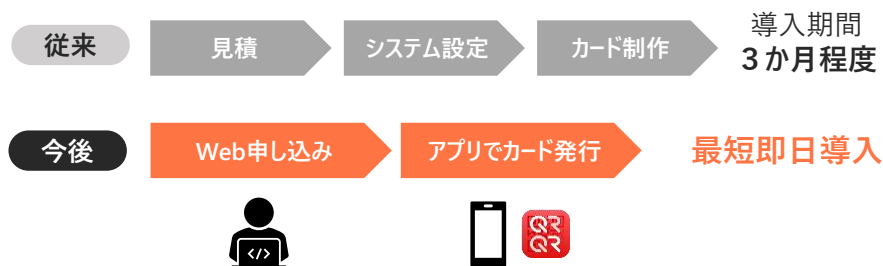 従来
見積
システム設定
カード制作
導入期間
3か月程度
今後
Web申し込み
アプリでカード発行
最短即日導入
</>
QR
QR